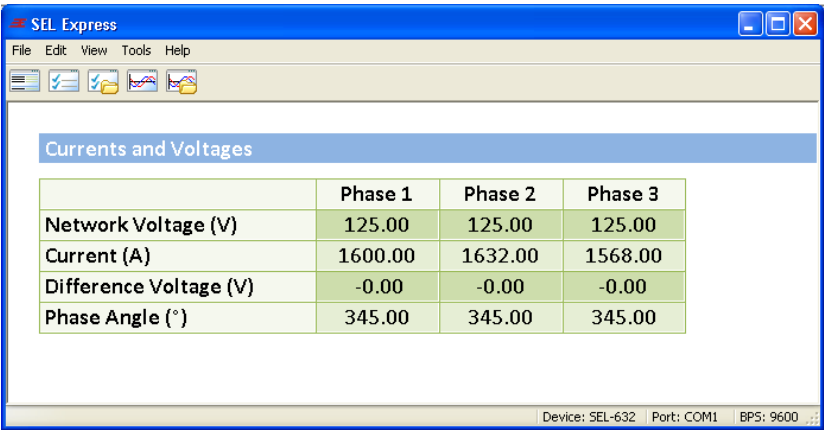 SEL Express
File Edit View Tools Help
Currents and Voltages
Phase 1 Phase 2 Phase 3
Network Voltage (V) 125.00 125.00 125.00
Current (A) 1600.00 1632.00 1568.00
Difference Voltage (V) -0.00 -0.00 -0.00
Phase Angle (°) 345.00 345.00 345.00
Device: SEL-632 Port: COM1 BPS: 9600